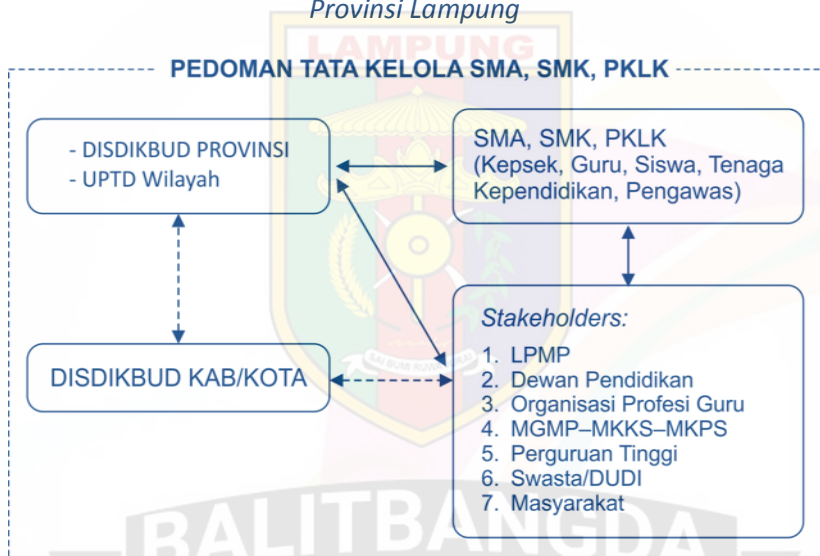 Provinsi Lampung
LAMPUNG
PEDOMAN TATA KELOLA SMA, SMK, PKLK
- DISDIKBUD PROVINSI
- UPTD Wilayah
SMA, SMK, PKLK
(Kepsek, Guru, Siswa, Tenaga
Kependidikan, Pengawas)
DISDIKBUD KAB/KOTA
Stakeholders:
1. LPMP
2. Dewan Pendidikan
3. Organisasi Profesi Guru
4. MGMP–MKKS–MKPS
5. Perguruan Tinggi
6. Swasta/DUDI
7. Masyarakat
BALITBANGDA